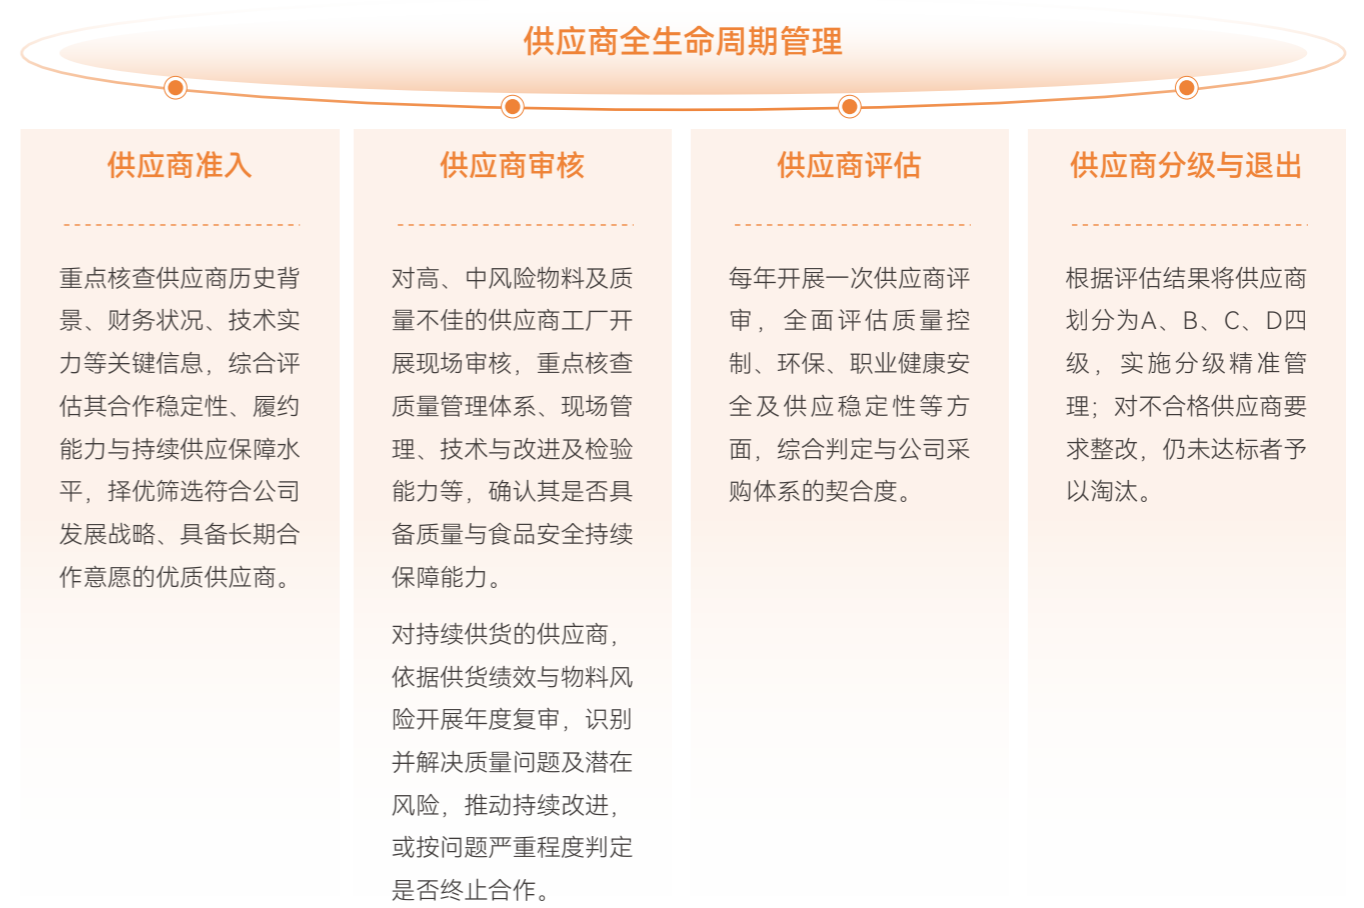 供应商全生命周期管理
供应商准入
重点核查供应商历史背
景、财务状况、技术实
力等关键信息，综合评
估其合作稳定性、履约
能力与持续供应保障水
平，择优筛选符合公司
发展战略、具备长期合
作意愿的优质供应商。
供应商审核
对高、中风险物料及质
量不佳的供应商工厂开
展现场审核，重点核查
质量管理体系、现场管
理、技术与改进及检验
能力等，确认其是否具
备质量与食品安全持续
保障能力。
对持续供货的供应商，
依据供货绩效与物料风
险开展年度复审，识别
并解决质量问题及潜在
风险，推动持续改进，
或按问题严重程度判定
是否终止合作。
供应商评估
每年开展一次供应商评
审，全面评估质量控
制、环保、职业健康安
全及供应稳定性等方
面，综合判定与公司采
购体系的契合度。
供应商分级与退出
根据评估结果将供应商
划分为A、B、C、D四
级，实施分级精准管
理；对不合格供应商要
求整改，仍未达标者予
以淘汰。